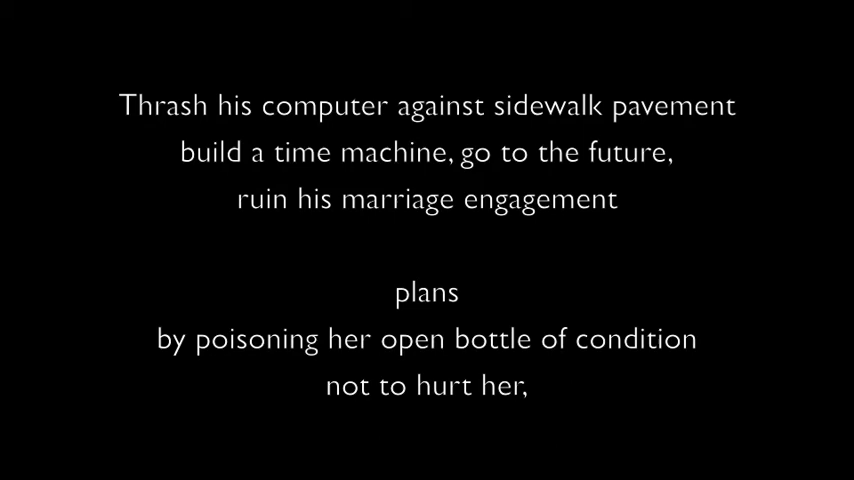 Thrash his computer against sidewalk pavement
build a time machine, go to the future,
ruin his marriage engagement
plans
by poisoning her open bottle of condition
not to hurt her,